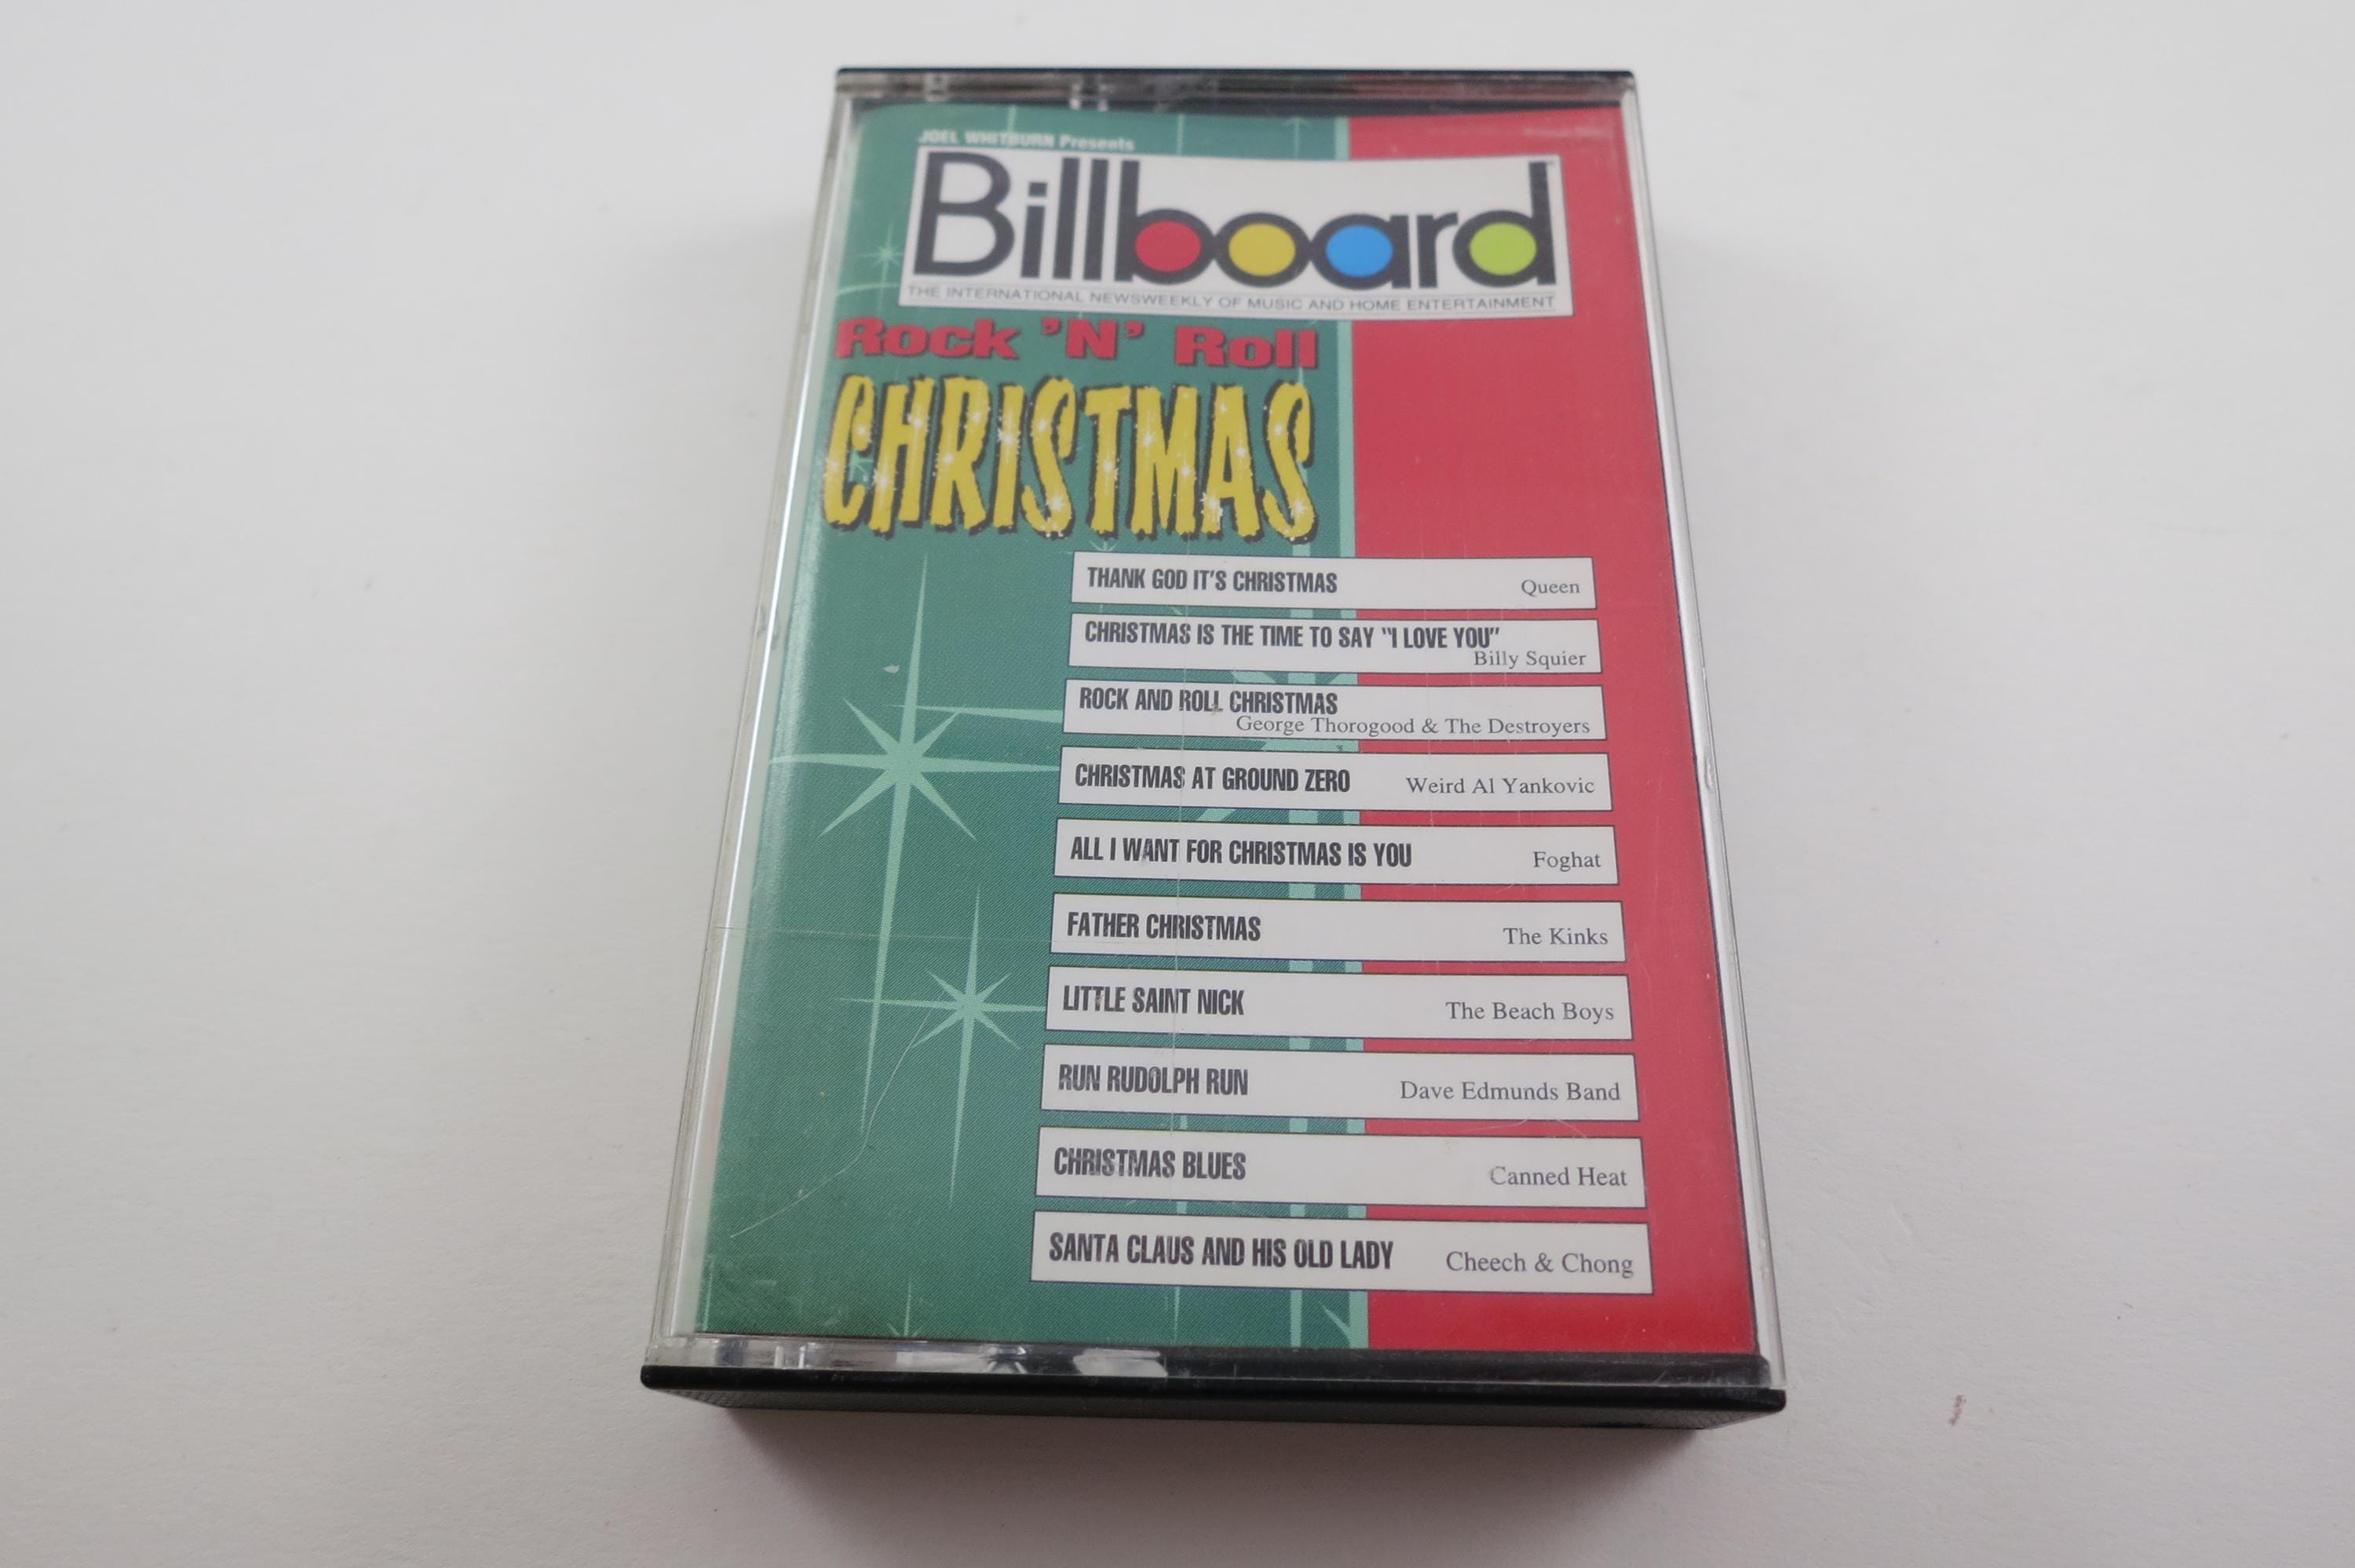 JOEL WHITBURN Presents
Billboard
THE INTERNATIONAL NEWSWEEKLY OF MUSIC AND HOME ENTERTAINMENT
Rock 'N' Roll
CHRISTMAS
THANK GOD IT'S CHRISTMAS Queen
CHRISTMAS IS THE TIME TO SAY "I LOVE YOU"
Billy Squier
ROCK AND ROLL CHRISTMAS
George Thorogood & The Destroyers
CHRISTMAS AT GROUND ZERO Weird Al Yankovic
ALL I WANT FOR CHRISTMAS IS YOU Foghat
FATHER CHRISTMAS The Kinks
LITTLE SAINT NICK The Beach Boys
RUN RUDOLPH RUN Dave Edmunds Band
CHRISTMAS BLUES Canned Heat
SANTA CLAUS AND HIS OLD LADY Cheech & Chong